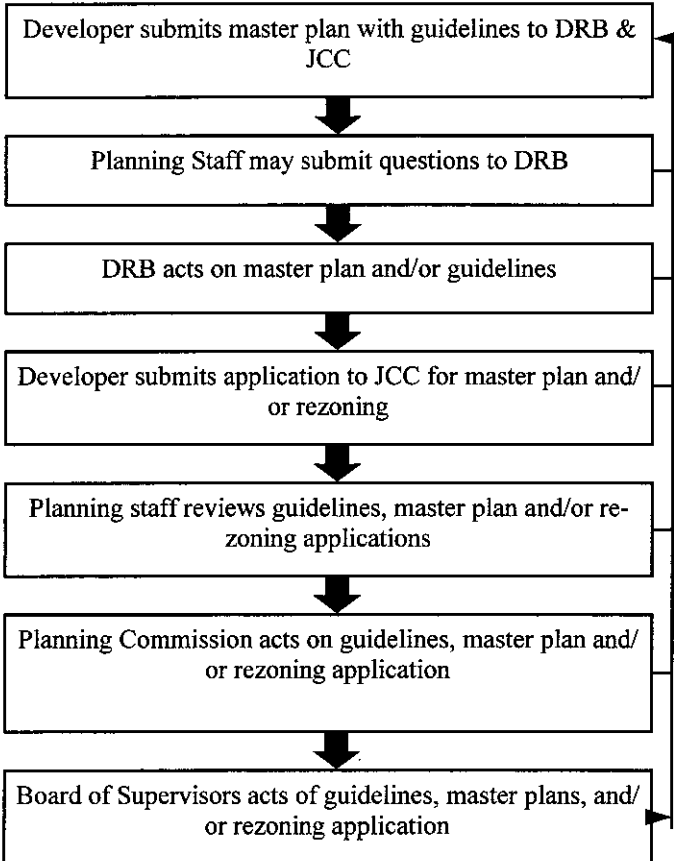 Developer submits master plan with guidelines to DRB &
JCC
Planning Staff may submit questions to DRB
DRB acts on master plan and/or guidelines
Developer submits application to JCC for master plan and/
or rezoning
Planning staff reviews guidelines, master plan and/or re-
zoning applications
Planning Commission acts on guidelines, master plan and/
or rezoning application
Board of Supervisors acts of guidelines, master plans, and/
or rezoning application